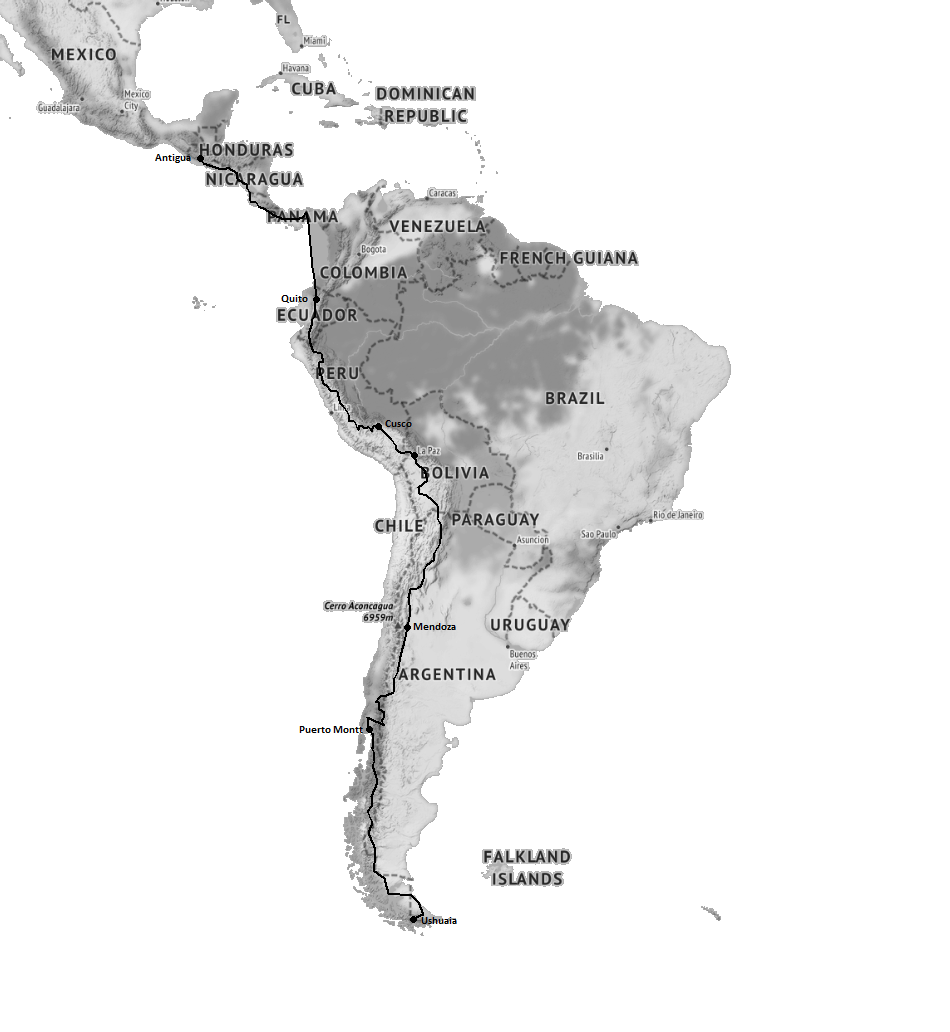 FL
Miami
MEXICO
Havana
CUBA
DOMINICAN
REPUBLIC
Mexico
City
Guadalajara
HONDURAS
Antigua
NICARAGUA
Caracas
PANAMA
VENEZUELA
Bogota
FRENCH GUIANA
COLOMBIA
Quito
ECUADOR
PERU
BRAZIL
Lima
Cusco
La Paz
Brasilia
BOLIVIA
Rio de Janeiro
PARAGUAY
CHILE
Sao Paulo
Asuncion
Cerro Aconcagua
6959m
Mendoza
URUGUAY
Buenos
Aires
ARGENTINA
Puerto Montt
FALKLAND
ISLANDS
Ushuaia